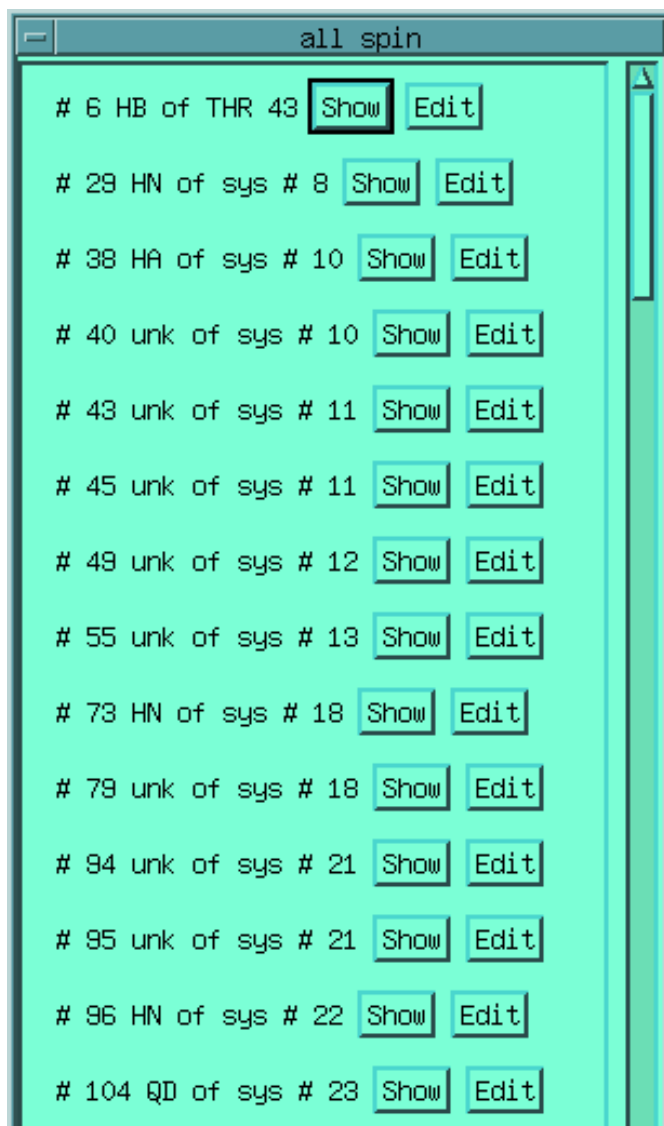 all spin
# 6 HB of THR 43 Show Edit
# 29 HN of sys # 8 Show Edit
# 38 HA of sys # 10 Show Edit
# 40 unk of sys # 10 Show Edit
# 43 unk of sys # 11 Show Edit
# 45 unk of sys # 11 Show Edit
# 49 unk of sys # 12 Show Edit
# 55 unk of sys # 13 Show Edit
# 73 HN of sys # 18 Show Edit
# 79 unk of sys # 18 Show Edit
# 94 unk of sys # 21 Show Edit
# 95 unk of sys # 21 Show Edit
# 96 HN of sys # 22 Show Edit
# 104 QD of sys # 23 Show Edit